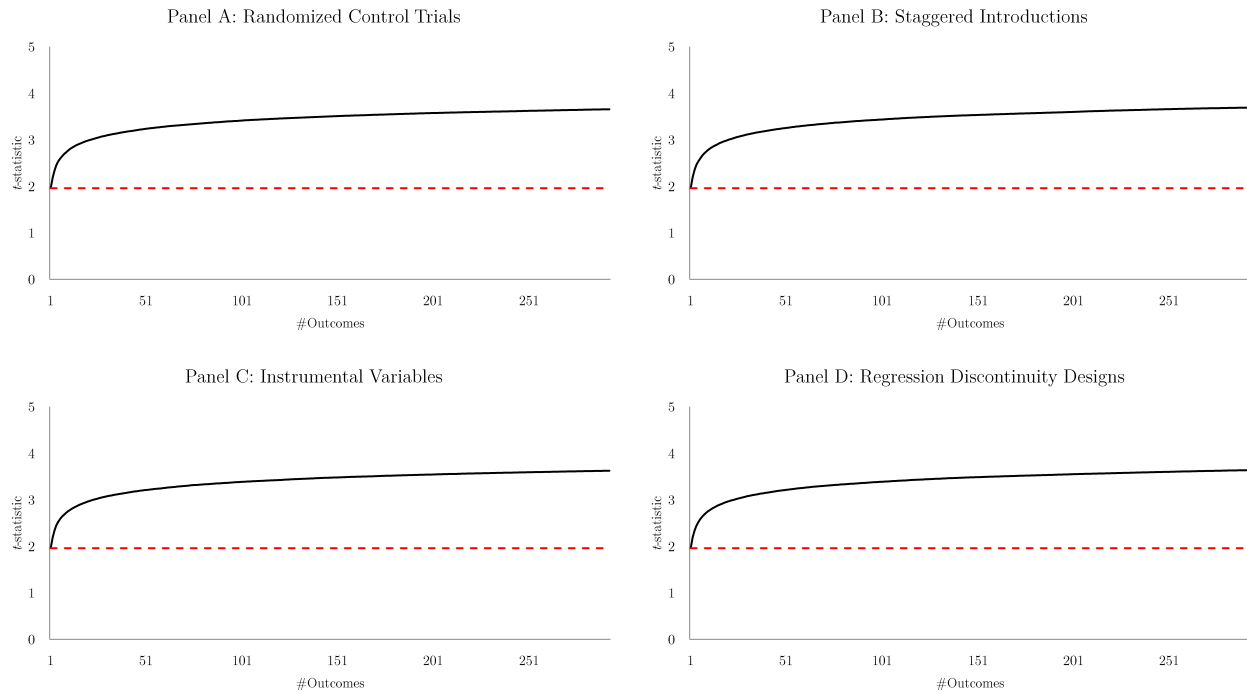 Panel A: Randomized Control Trials
5
4
3
2
1
0
t-statistic
1 51 101 151 201 251
#Outcomes
Panel B: Staggered Introductions
5
4
3
2
1
0
t-statistic
1 51 101 151 201 251
#Outcomes
Panel C: Instrumental Variables
5
4
3
2
1
0
t-statistic
1 51 101 151 201 251
#Outcomes
Panel D: Regression Discontinuity Designs
5
4
3
2
1
0
t-statistic
1 51 101 151 201 251
#Outcomes